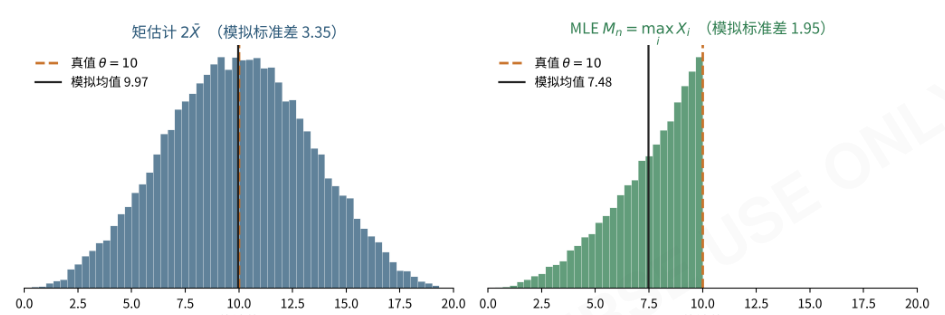 矩估计 2X̄ （模拟标准差 3.35）
真值 θ = 10
模拟均值 9.97
0.0 2.5 5.0 7.5 10.0 12.5 15.0 17.5 20.0
MLE Mₙ = max Xᵢ （模拟标准差 1.95）
i
真值 θ = 10
模拟均值 7.48
0.0 2.5 5.0 7.5 10.0 12.5 15.0 17.5 20.0
USE ONLY